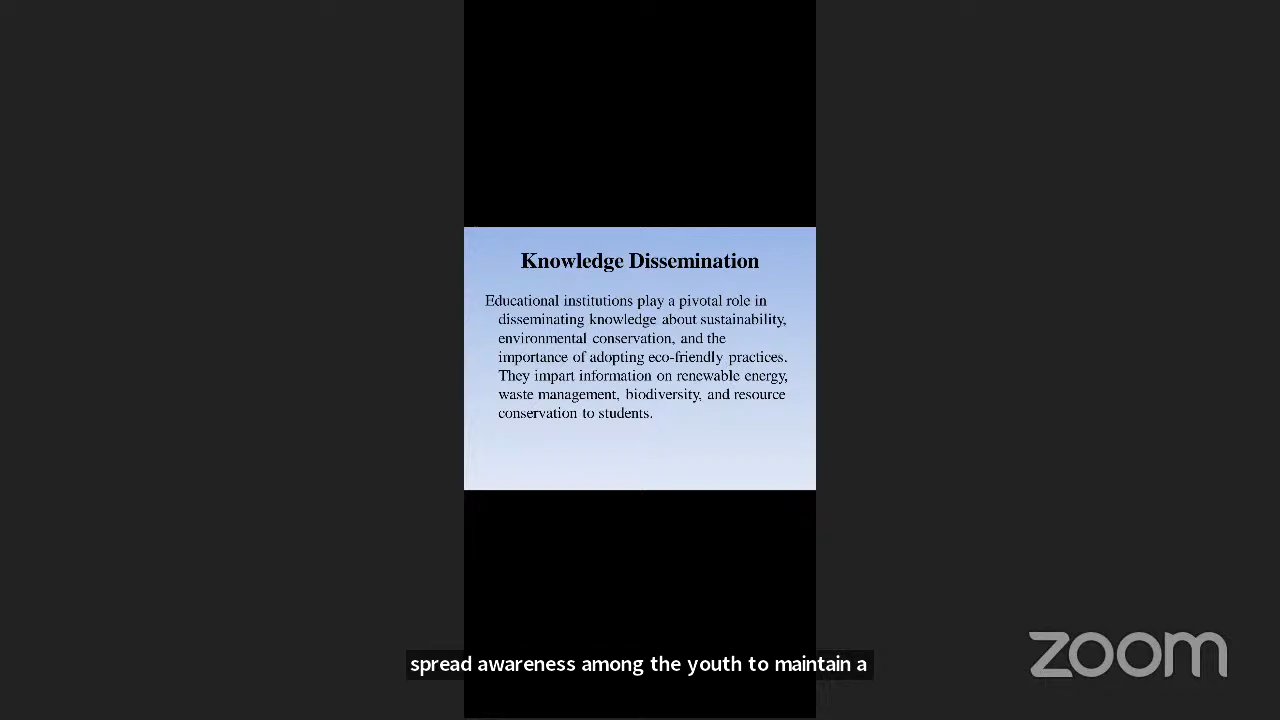 Knowledge Dissemination
Educational institutions play a pivotal role in
disseminating knowledge about sustainability,
environmental conservation, and the
importance of adopting eco-friendly practices.
They impart information on renewable energy,
waste management, biodiversity, and resource
conservation to students.
spread awareness among the youth to maintain a
zoom